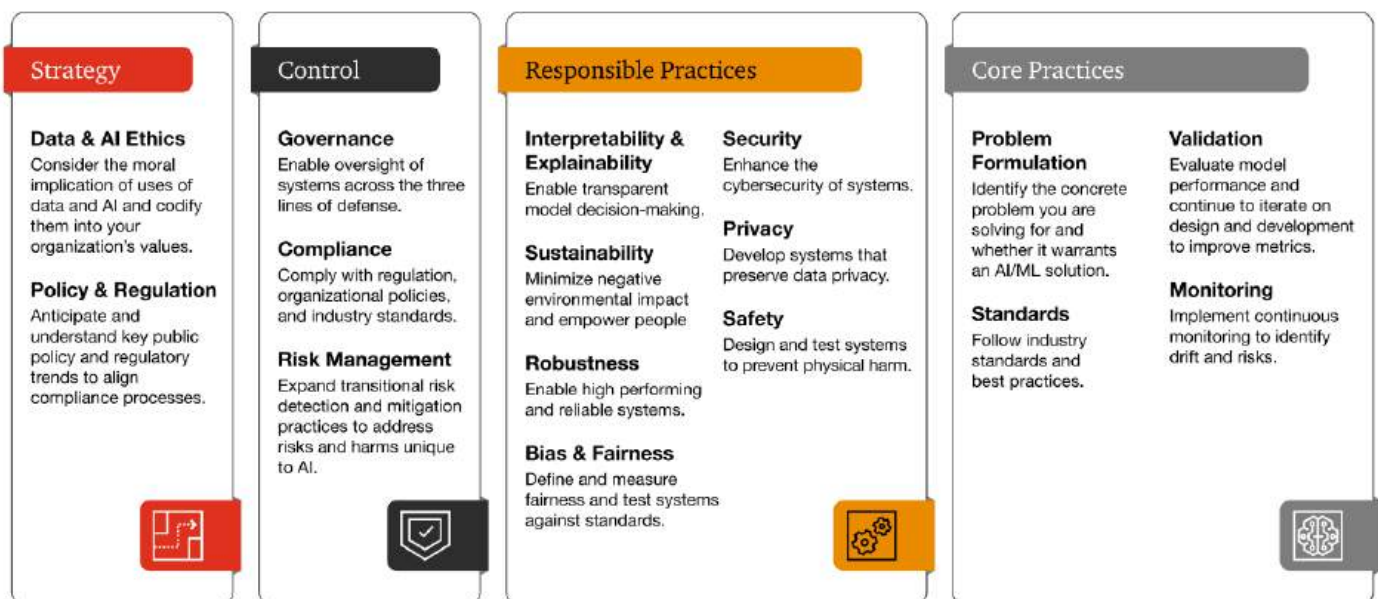 Strategy
Data & AI Ethics
Consider the moral
implication of uses of
data and AI and codify
them into your
organization's values.
Policy & Regulation
Anticipate and
understand key public
policy and regulatory
trends to align
compliance processes.
Control
Governance
Enable oversight of
systems across the three
lines of defense.
Compliance
Comply with regulation,
organizational policies,
and industry standards.
Risk Management
Expand transitional risk
detection and mitigation
practices to address
risks and harms unique
to AI.
Responsible Practices
Interpretability &
Explainability
Enable transparent
model decision-making.
Sustainability
Minimize negative
environmental impact
and empower people
Robustness
Enable high performing
and reliable systems.
Bias & Fairness
Define and measure
fairness and test systems
against standards.
Security
Enhance the
cybersecurity of systems.
Privacy
Develop systems that
preserve data privacy.
Safety
Design and test systems
to prevent physical harm.
Core Practices
Problem
Formulation
Identify the concrete
problem you are
solving for and
whether it warrants
an AI/ML solution.
Standards
Follow industry
standards and
best practices.
Validation
Evaluate model
performance and
continue to iterate on
design and development
to improve metrics.
Monitoring
Implement continuous
monitoring to identify
drift and risks.